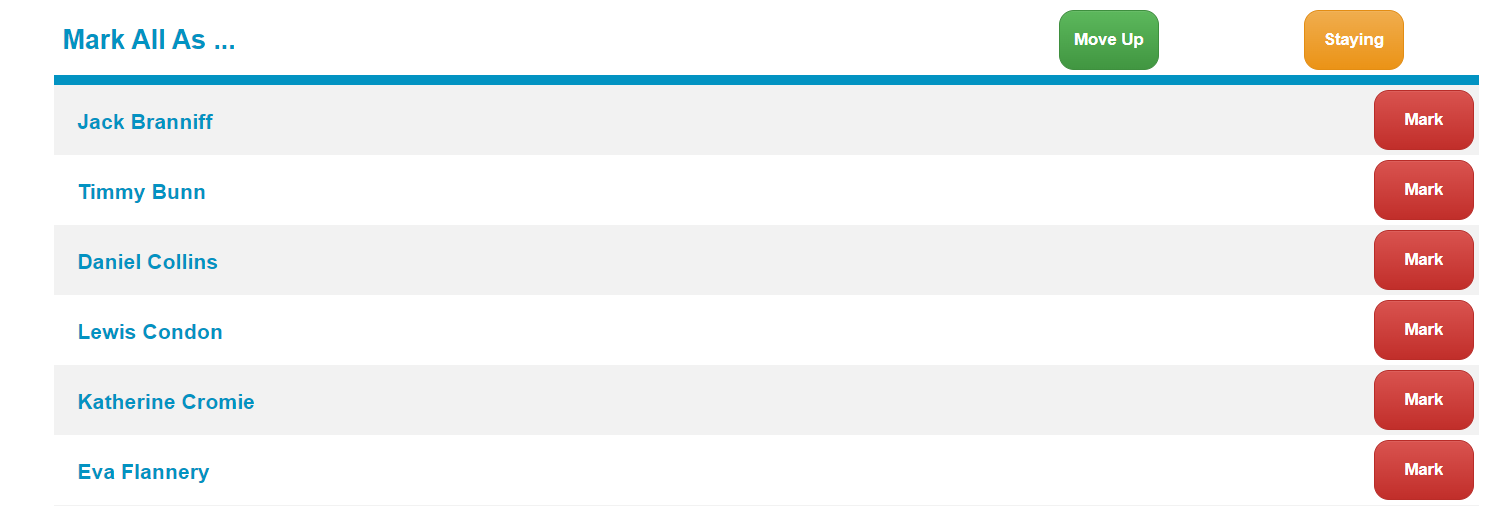 Mark All As ... Move Up Staying
Jack Branniff Mark
Timmy Bunn Mark
Daniel Collins Mark
Lewis Condon Mark
Katherine Cromie Mark
Eva Flannery Mark